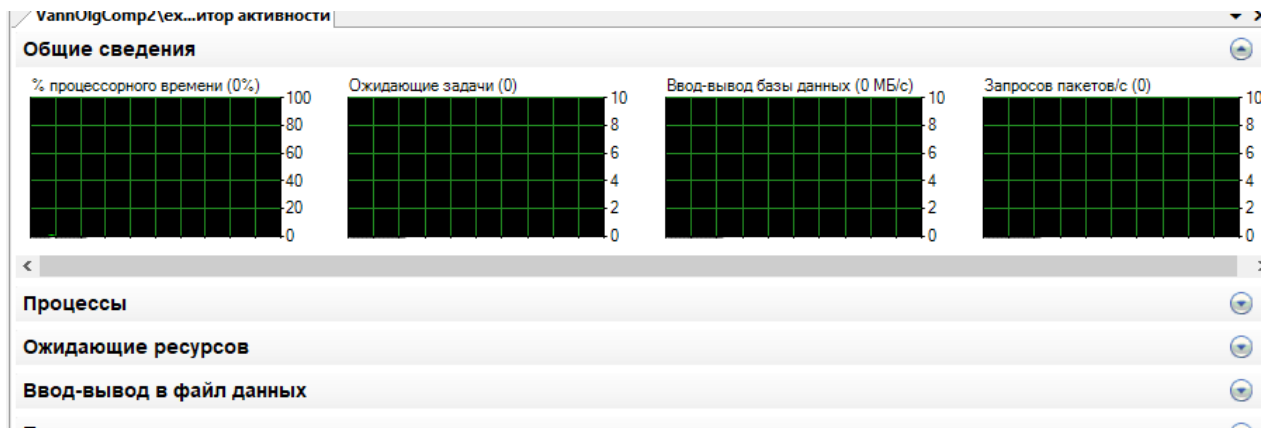 VannOlgComp2\ex...итор активности
Общие сведения
% процессорного времени (0%)
100
80
60
40
20
0
Ожидающие задачи (0)
10
8
6
4
2
0
Ввод-вывод базы данных (0 МБ/с)
10
8
6
4
2
0
Запросов пакетов/с (0)
10
8
6
4
2
0
Процессы
Ожидающие ресурсов
Ввод-вывод в файл данных